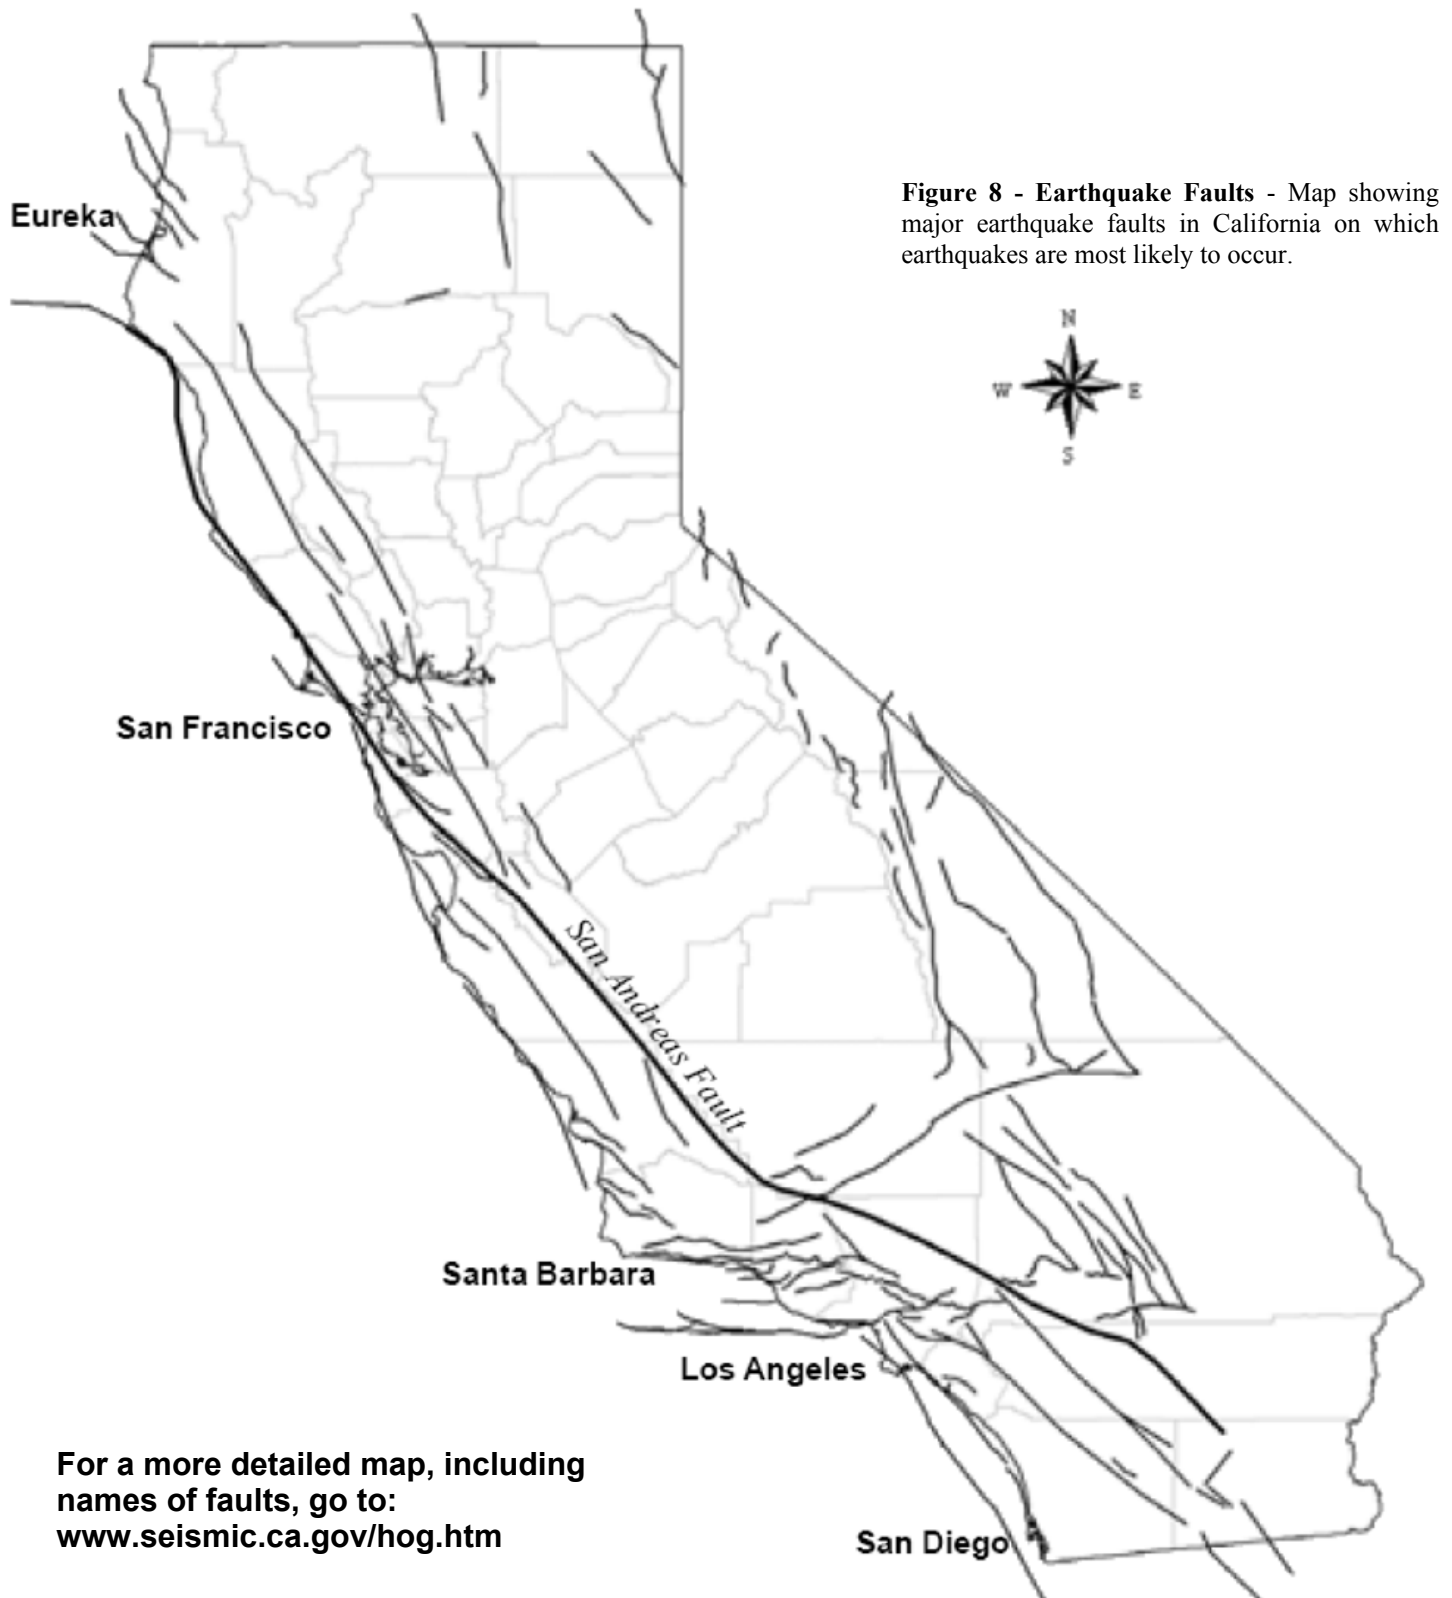 Figure 8 - Earthquake Faults - Map showing
major earthquake faults in California on which
earthquakes are most likely to occur.
Eureka
N
W E
S
San Francisco
San Andreas Fault
Santa Barbara
Los Angeles
For a more detailed map, including
names of faults, go to:
www.seismic.ca.gov/hog.htm
San Diego